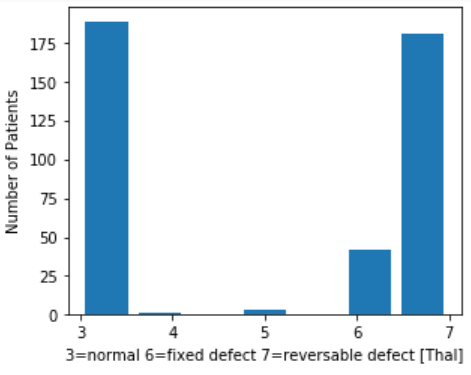 Number of Patients
175
150
125
100
75
50
25
0
3 4 5 6 7
3=normal 6=fixed defect 7=reversable defect [Thal]